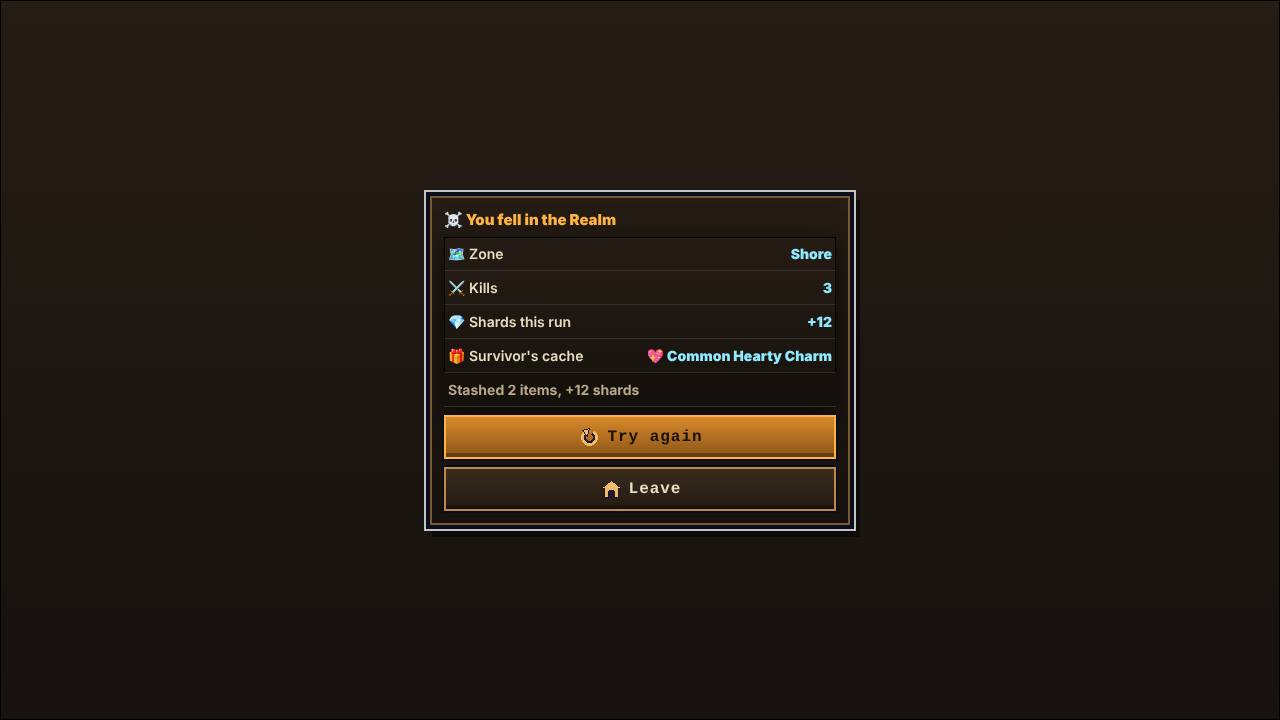 You fell in the Realm
Zone Shore
Kills 3
Shards this run +12
Survivor's cache Common Hearty Charm
Stashed 2 items, +12 shards
Try again
Leave